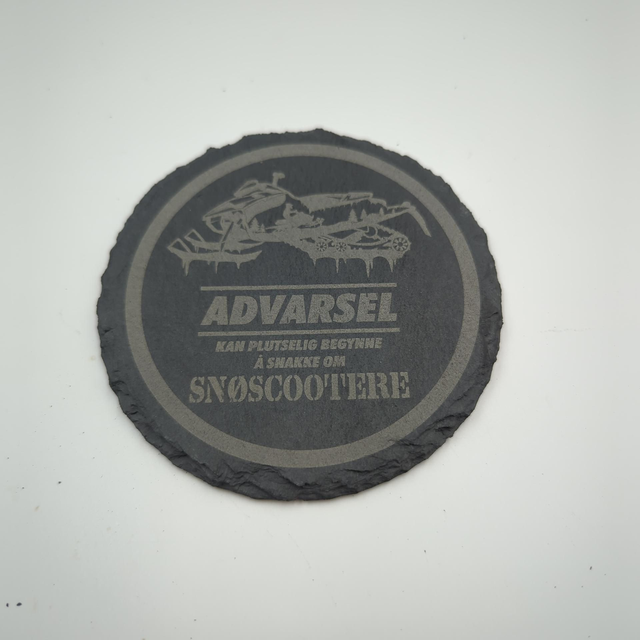 ADVARSEL
KAN PLUTSELIG BEGYNNE
Å SNAKKE OM
SNØSCOOTERE